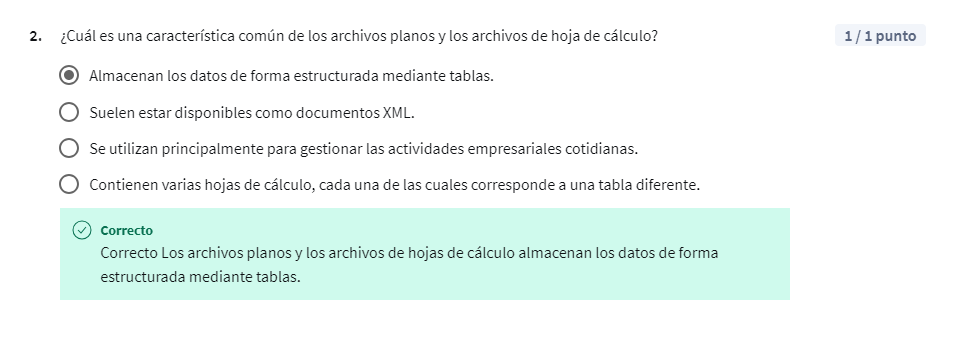 2. ¿Cuál es una característica común de los archivos planos y los archivos de hoja de cálculo? 1 / 1 punto
Almacenan los datos de forma estructurada mediante tablas.
Suelen estar disponibles como documentos XML.
Se utilizan principalmente para gestionar las actividades empresariales cotidianas.
Contienen varias hojas de cálculo, cada una de las cuales corresponde a una tabla diferente.
Correcto
Correcto Los archivos planos y los archivos de hojas de cálculo almacenan los datos de forma
estructurada mediante tablas.